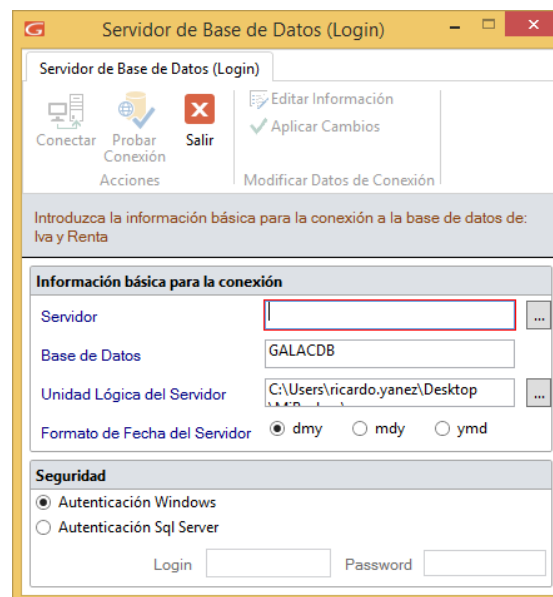 Servidor de Base de Datos (Login)
Servidor de Base de Datos (Login)
Conectar
Probar
Conexión
Salir
Acciones
Editar Información
Aplicar Cambios
Modificar Datos de Conexión
Introduzca la información básica para la conexión a la base de datos de:
Iva y Renta
Información básica para la conexión
Servidor
...
Base de Datos GALACDB
Unidad Lógica del Servidor C:\Users\ricardo.yanez\Desktop
...
Formato de Fecha del Servidor dmy mdy ymd
Seguridad
Autenticación Windows
Autenticación Sql Server
Login Password